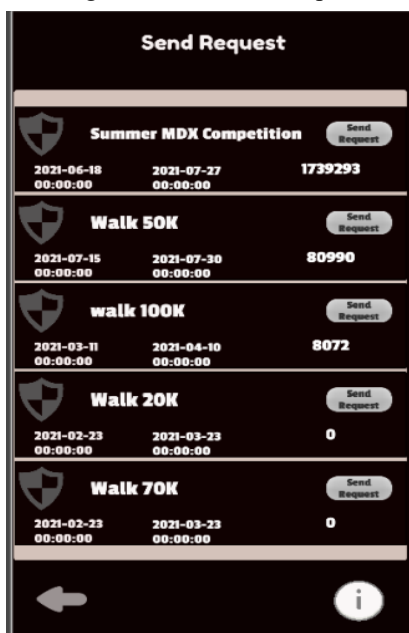 Send Request
Summer MDX Competition
Send
Request
2021-06-18
00:00:00
2021-07-27
00:00:00
1739293
Walk 50K
Send
Request
2021-07-15
00:00:00
2021-07-30
00:00:00
80990
walk 100K
Send
Request
2021-03-11
00:00:00
2021-04-10
00:00:00
8072
Walk 20K
Send
Request
2021-02-23
00:00:00
2021-03-23
00:00:00
0
Walk 70K
Send
Request
2021-02-23
00:00:00
2021-03-23
00:00:00
0
i